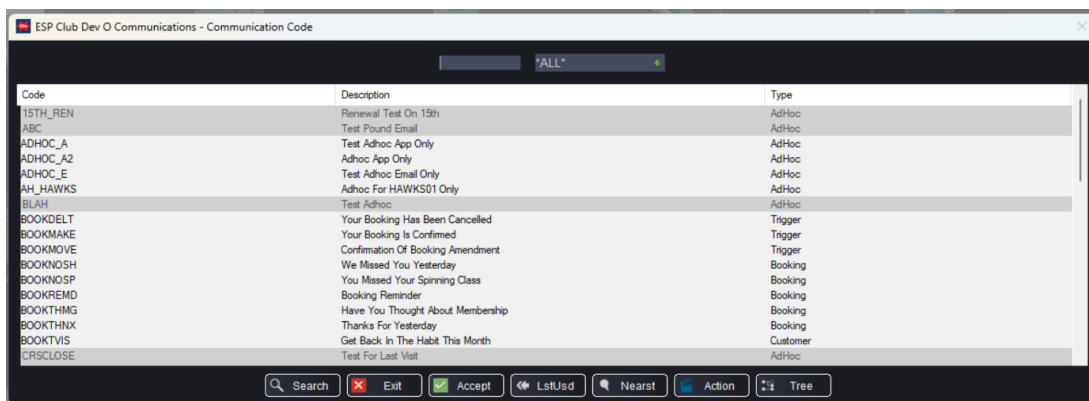 ESP Club Dev O Communications - Communication Code
*ALL*
Code Description Type
15TH_REN Renewal Test On 15th AdHoc
ABC Test Pound Email AdHoc
ADHOC_A Test Adhoc App Only AdHoc
ADHOC_A2 Adhoc App Only AdHoc
ADHOC_E Test Adhoc Email Only AdHoc
AH_HAWKS Adhoc For HAWKS01 Only AdHoc
BLAH Test Adhoc AdHoc
BOOKDELT Your Booking Has Been Cancelled Trigger
BOOKMAKE Your Booking Is Confirmed Trigger
BOOKMOVE Confirmation Of Booking Amendment Trigger
BOOKNOSH We Missed You Yesterday Booking
BOOKNOSP You Missed Your Spinning Class Booking
BOOKREMD Booking Reminder Booking
BOOKTHMG Have You Thought About Membership Booking
BOOKTHNX Thanks For Yesterday Booking
BOOKTVIS Get Back In The Habit This Month Customer
CRSCLOSE Test For Last Visit AdHoc
Search Exit Accept LstUsd Nearst Action Tree